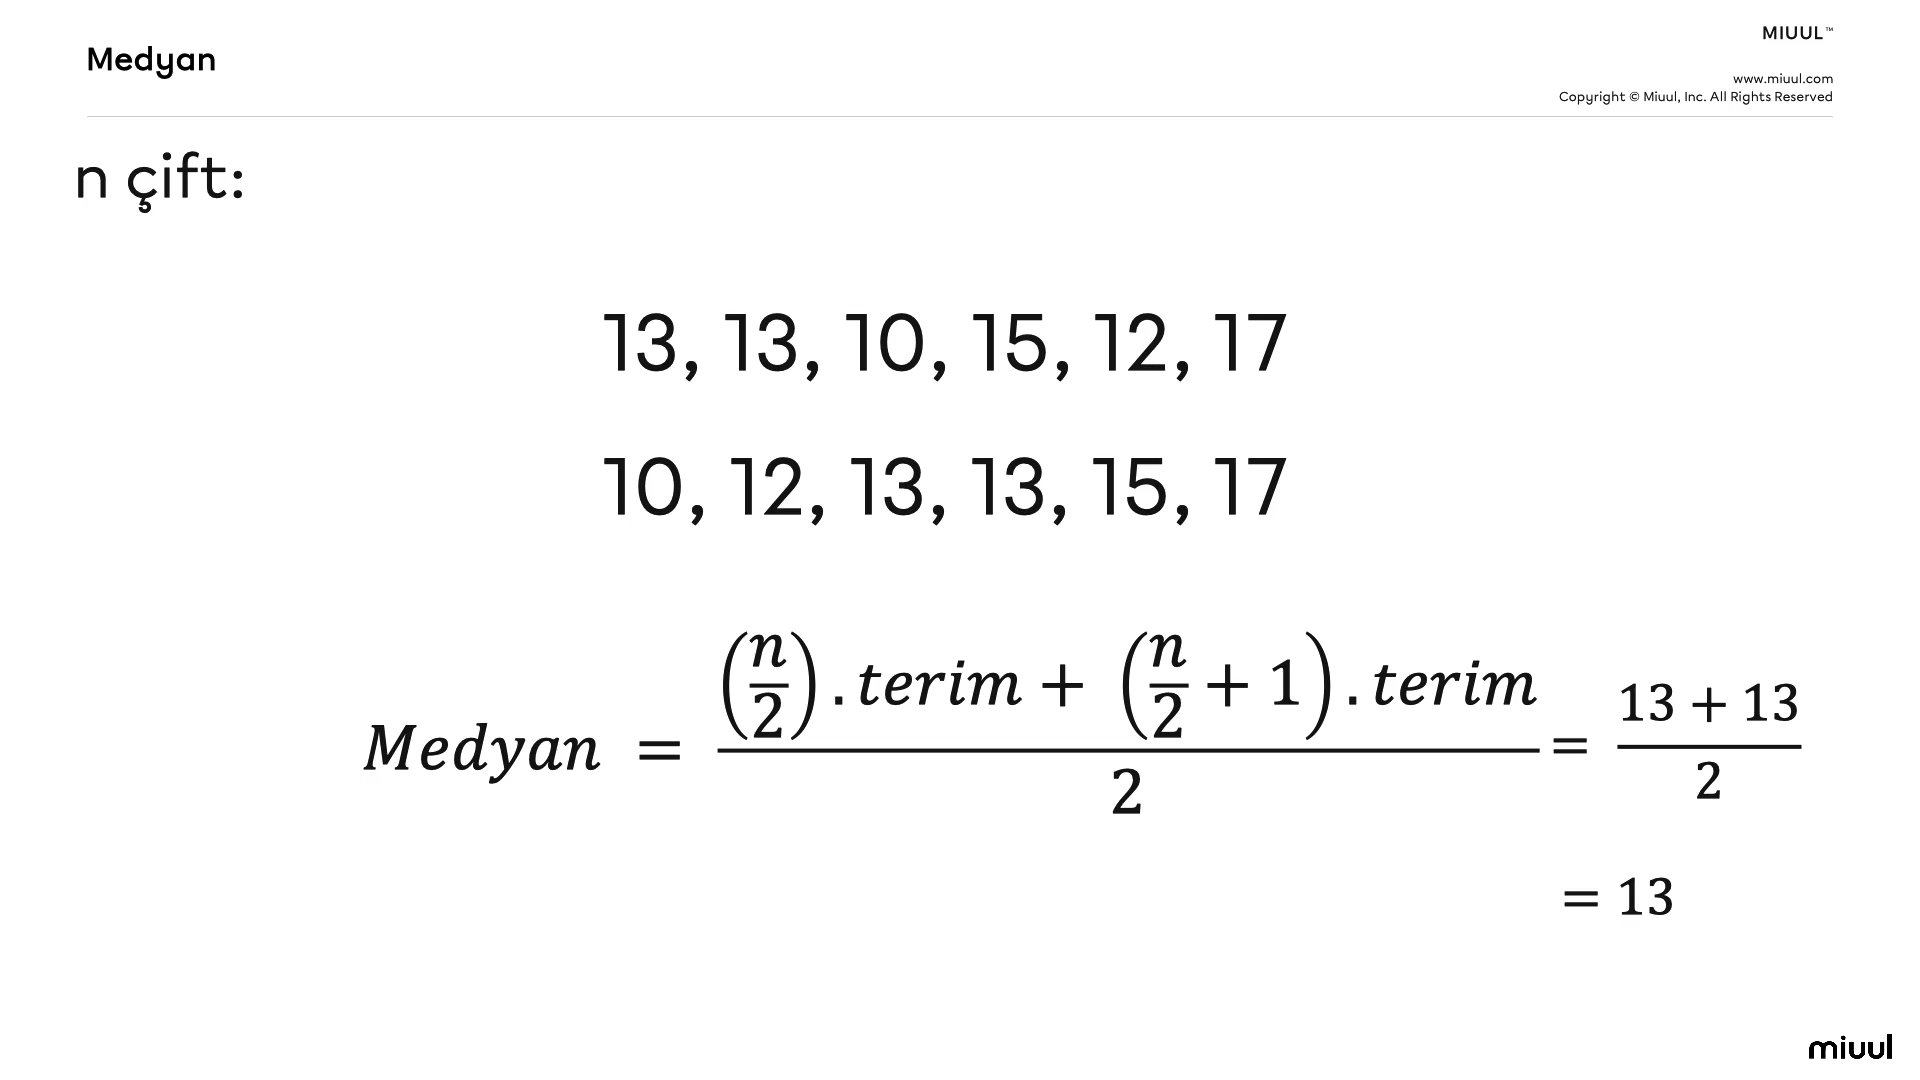 Medyan
MIUUL™
www.miuul.com
Copyright © Miuul, Inc. All Rights Reserved
n çift:
13, 13, 10, 15, 12, 17
10, 12, 13, 13, 15, 17
Medyan = ((n/2). terim + (n/2 + 1). terim)/2 = (13 + 13)/2
= 13
miuul